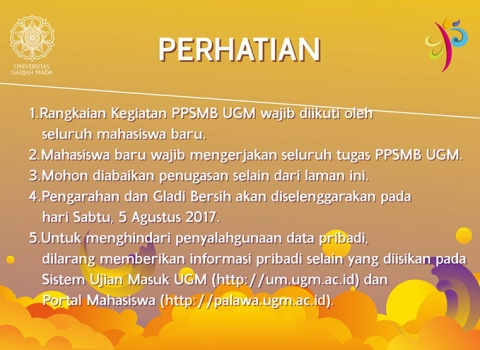 UNIVERSITAS
GADJAH MADA
PERHATIAN
1.Rangkaian Kegiatan PPSMB UGM wajib diikuti oleh
seluruh mahasiswa baru.
2.Mahasiswa baru wajib mengerjakan seluruh tugas PPSMB UGM.
3.Mohon diabaikan penugasan selain dari laman ini.
4.Pengarahan dan Gladi Bersih akan diselenggarakan pada
hari Sabtu, 5 Agustus 2017.
5.Untuk menghindari penyalahgunaan data pribadi,
dilarang memberikan informasi pribadi selain yang diisikan pada
Sistem Ujian Masuk UGM (http://um.ugm.ac.id) dan
Portal Mahasiswa (http://palawa.ugm.ac.id).